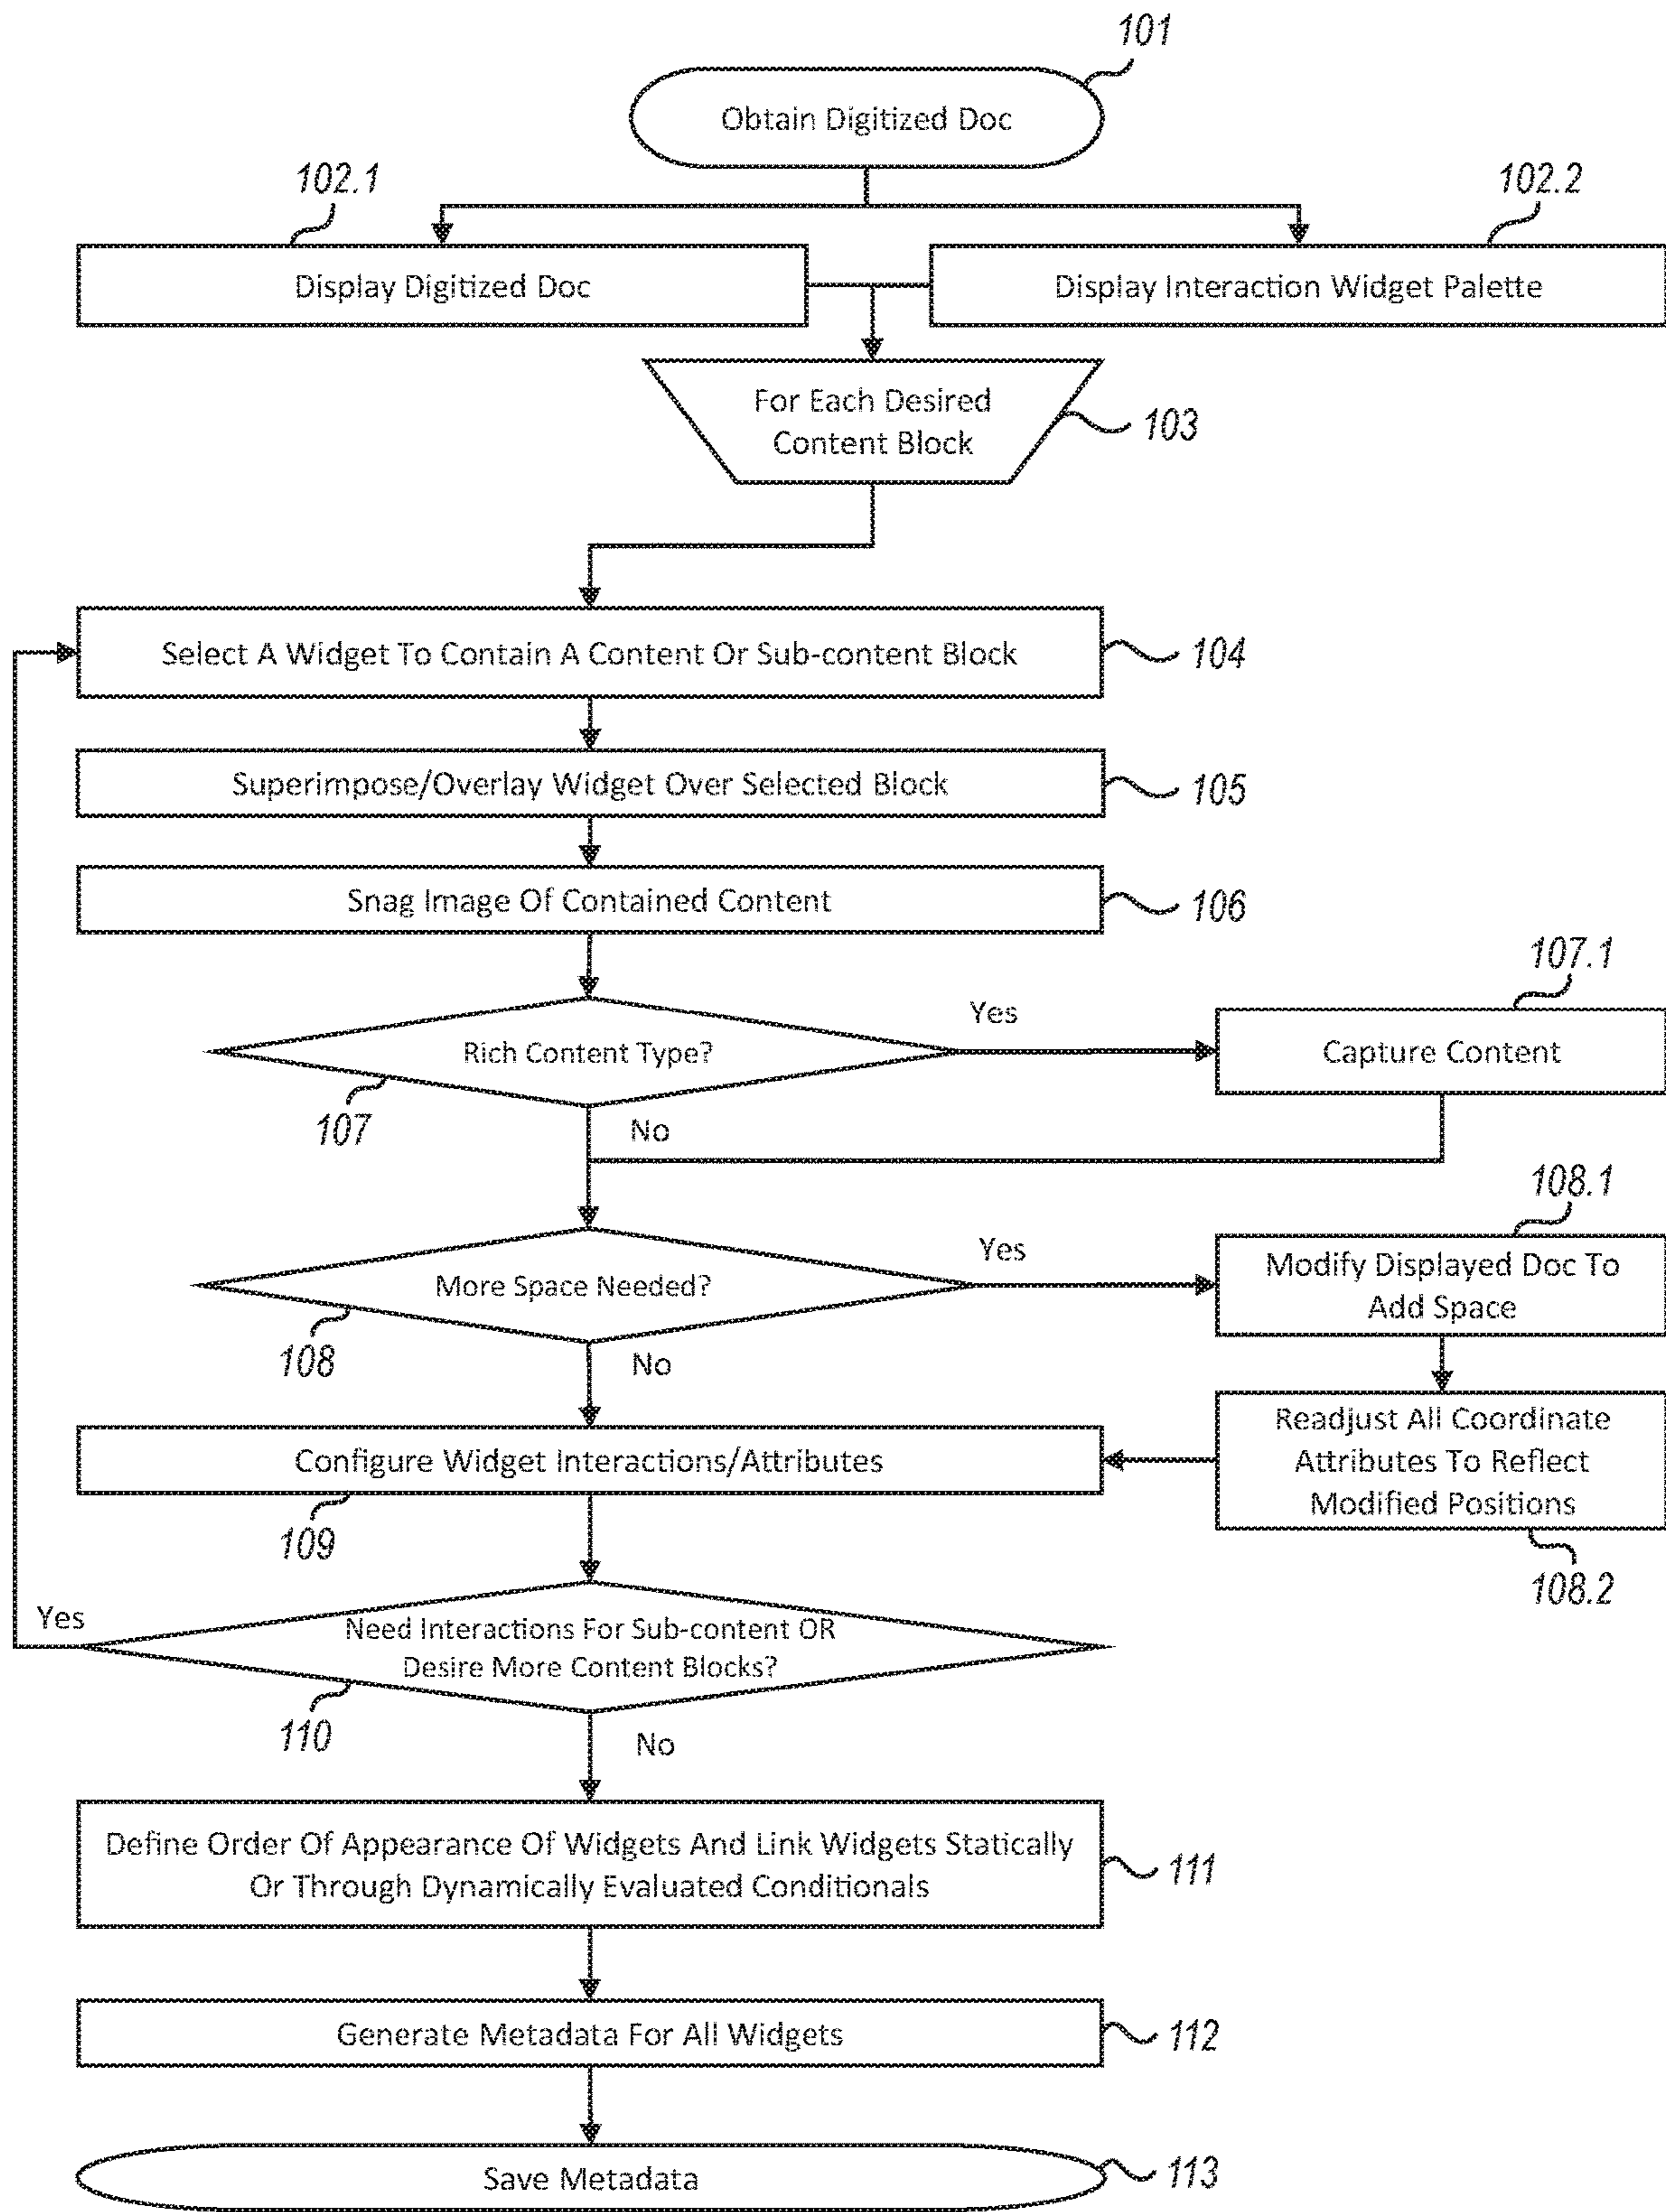 101
Obtain Digitized Doc
102.1
102.2
Display Digitized Doc
Display Interaction Widget Palette
For Each Desired
Content Block
103
Select A Widget To Contain A Content Or Sub-content Block
104
Superimpose/Overlay Widget Over Selected Block
105
Snag Image Of Contained Content
106
107.1
Yes
Rich Content Type?
Capture Content
107
No
108.1
Yes
More Space Needed?
Modify Displayed Doc To
Add Space
108
No
Configure Widget Interactions/Attributes
Readjust All Coordinate
Attributes To Reflect
Modified Positions
109
108.2
Yes
Need Interactions For Sub-content OR
Desire More Content Blocks?
110
No
Define Order Of Appearance Of Widgets And Link Widgets Statically
Or Through Dynamically Evaluated Conditionals
111
Generate Metadata For All Widgets
112
Save Metadata
113